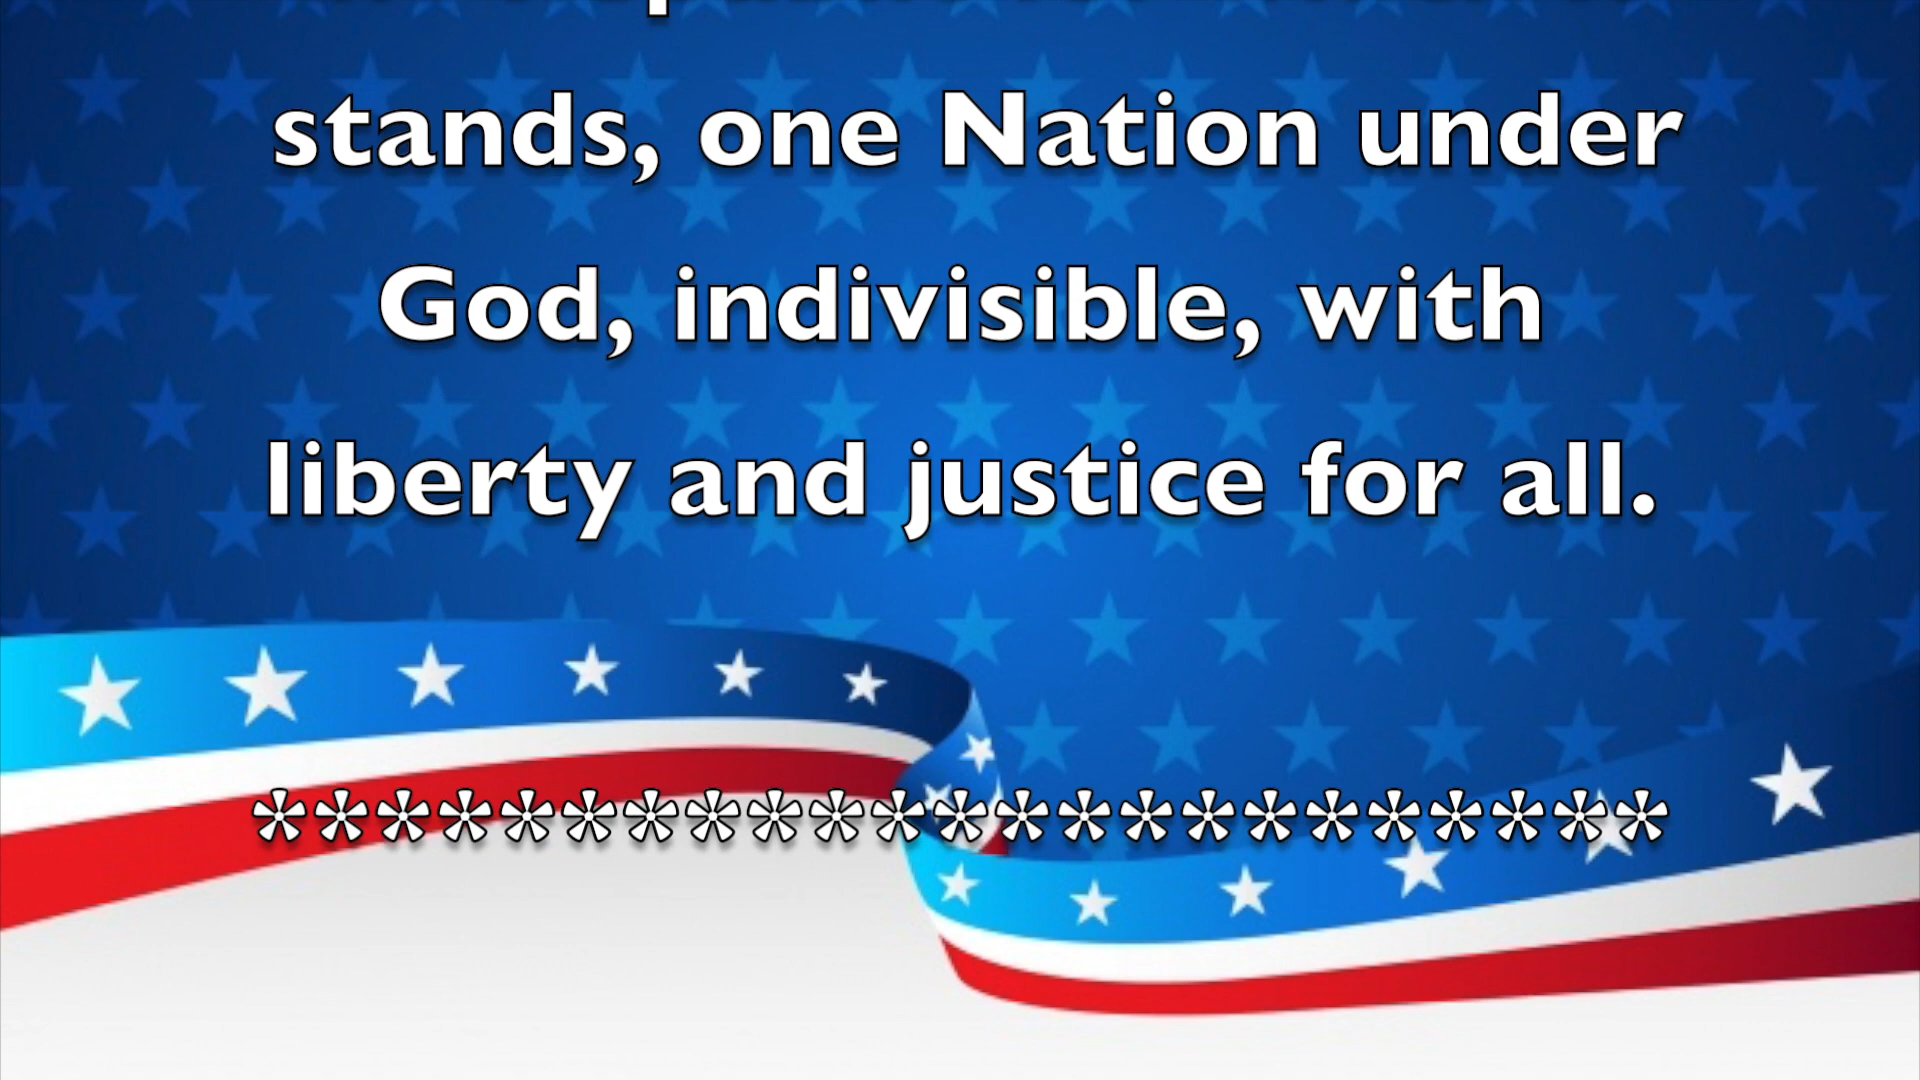 stands, one Nation under
God, indivisible, with
liberty and justice for all.
***********************